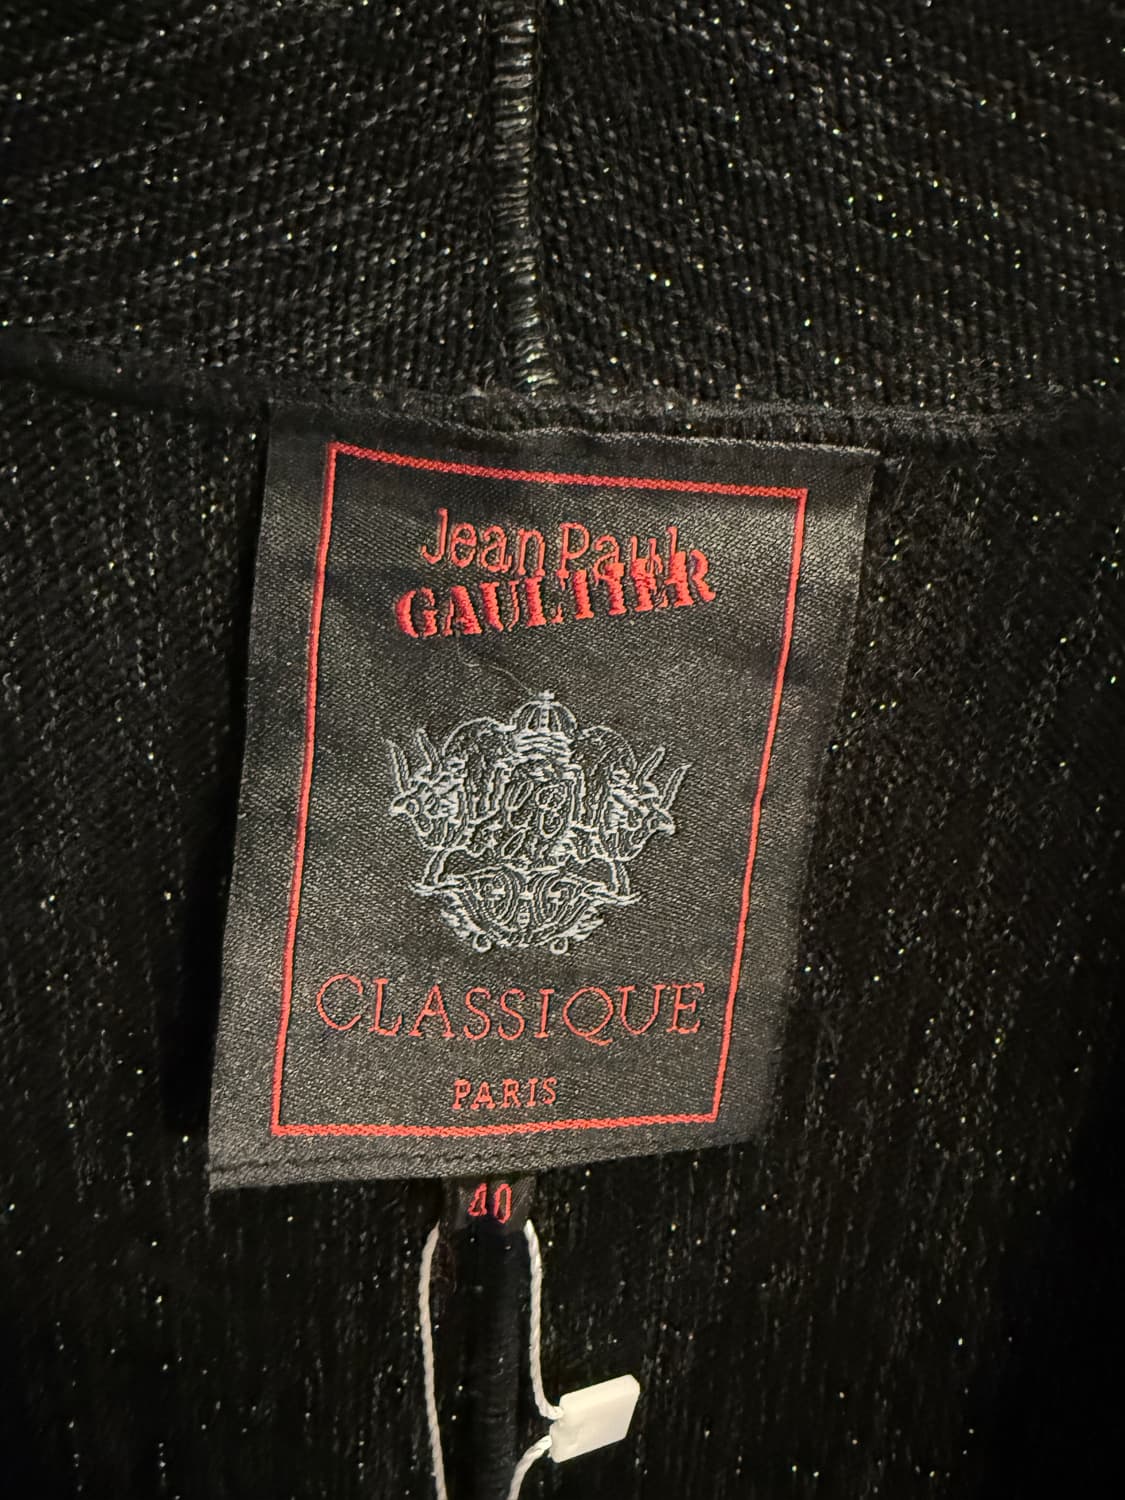 Jean Paul
GAULTIER
CLASSIQUE
PARIS
40